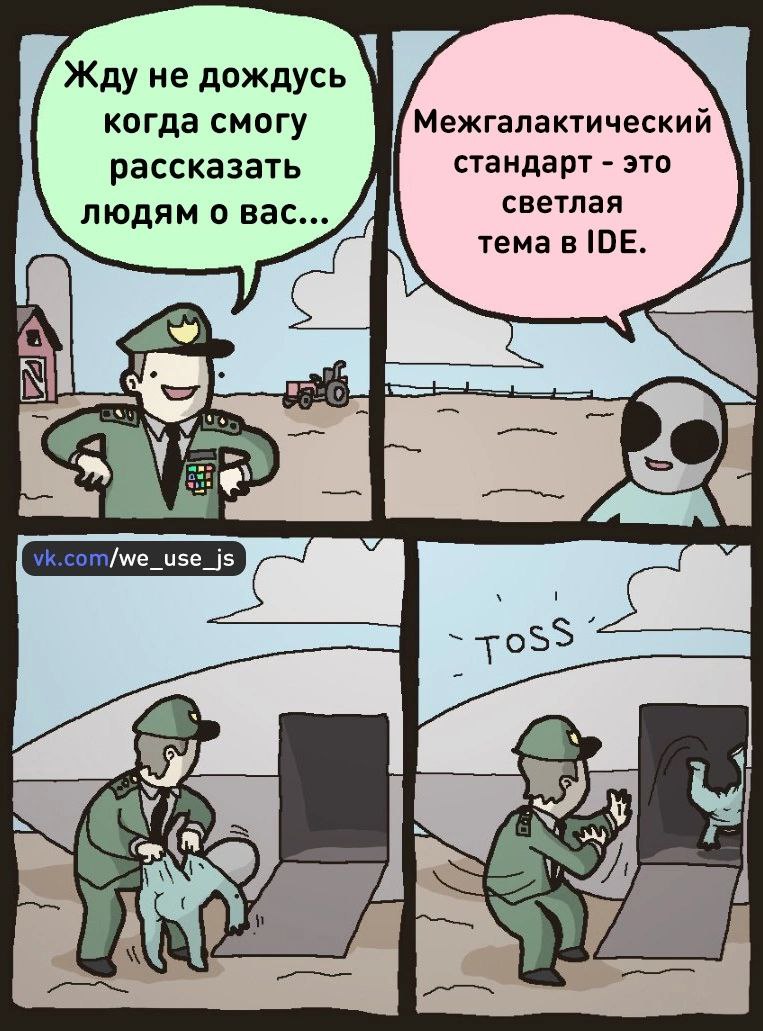 Жду не дождусь
когда смогу
рассказать
людям о вас...
Межгалактический
стандарт - это
светлая
тема в IDE.
vk.com/we_use_js
TOSS